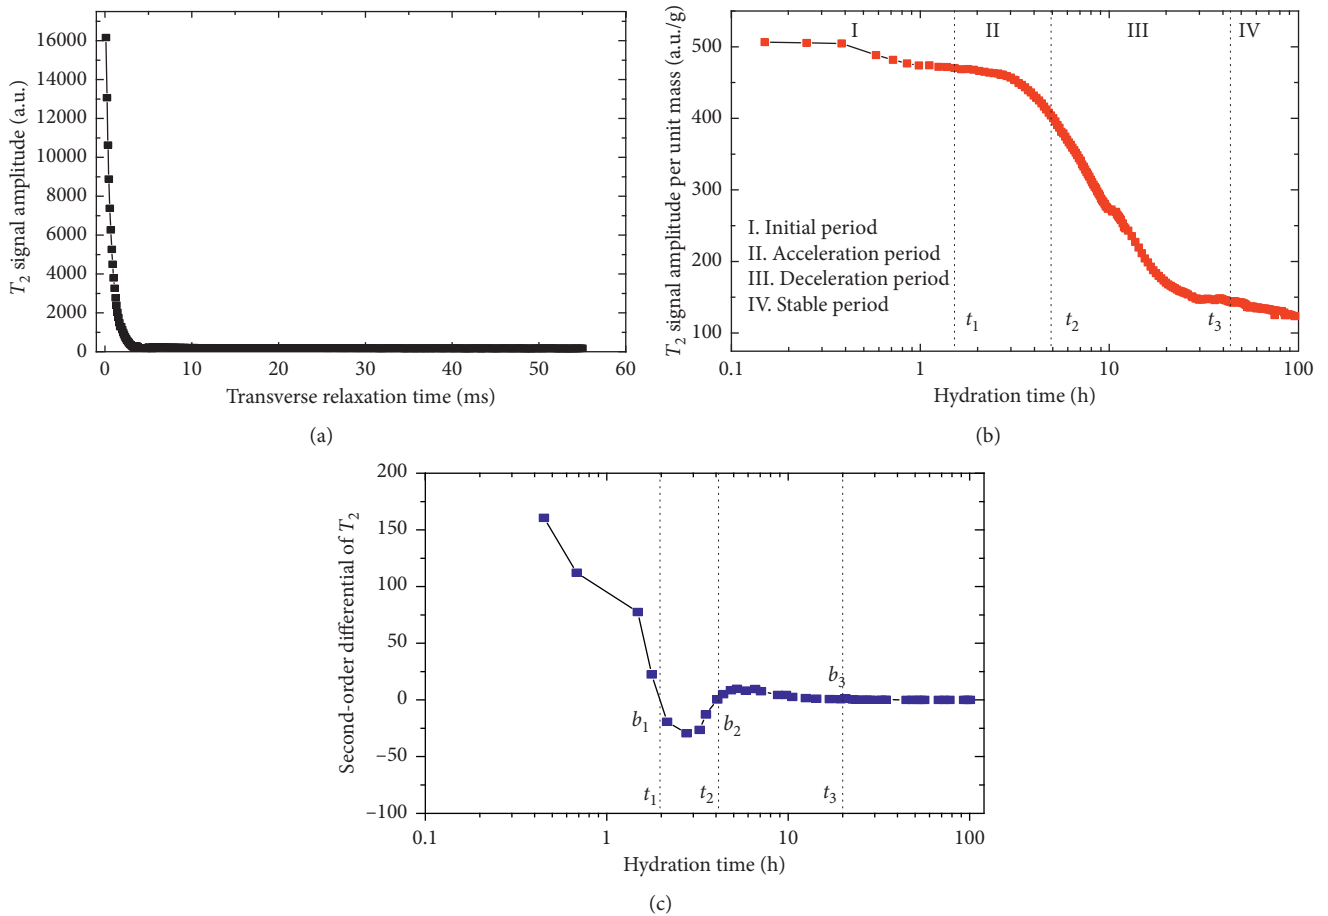 16000
14000
12000
10000
8000
6000
4000
2000
0
T₂ signal amplitude (a.u.)
0 10 20 30 40 50 60
Transverse relaxation time (ms)
(a)
I II III IV
500
400
300
200
100
T₂ signal amplitude per unit mass (a.u./g)
I. Initial period
II. Acceleration period
III. Deceleration period
IV. Stable period
t₁ t₂ t₃
0.1 1 10 100
Hydration time (h)
(b)
200
150
100
50
0
−50
−100
Second-order differential of T₂
b₁ b₂ b₃
t₁ t₂ t₃
0.1 1 10 100
Hydration time (h)
(c)